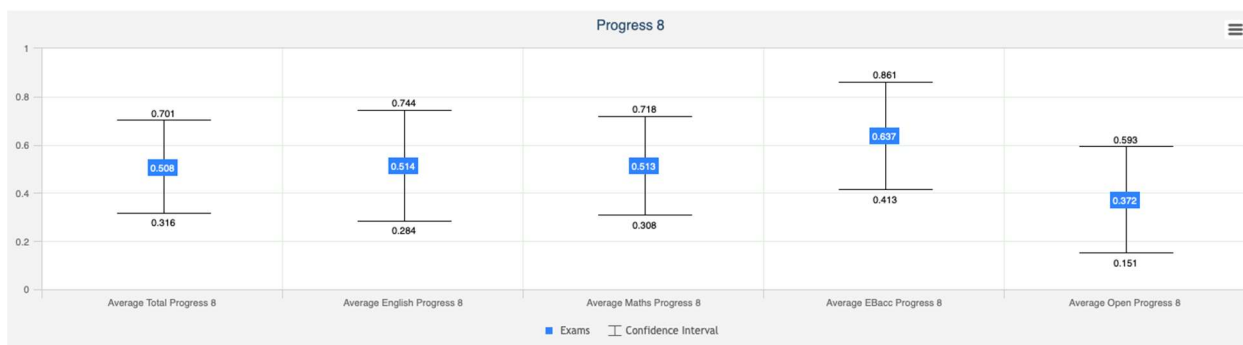 Progress 8
1
0.8
0.6
0.4
0.2
0
0.701
0.508
0.316
0.744
0.514
0.284
0.718
0.513
0.308
0.861
0.637
0.413
0.593
0.372
0.151
Average Total Progress 8
Average English Progress 8
Average Maths Progress 8
Average EBacc Progress 8
Average Open Progress 8
Exams
Confidence Interval